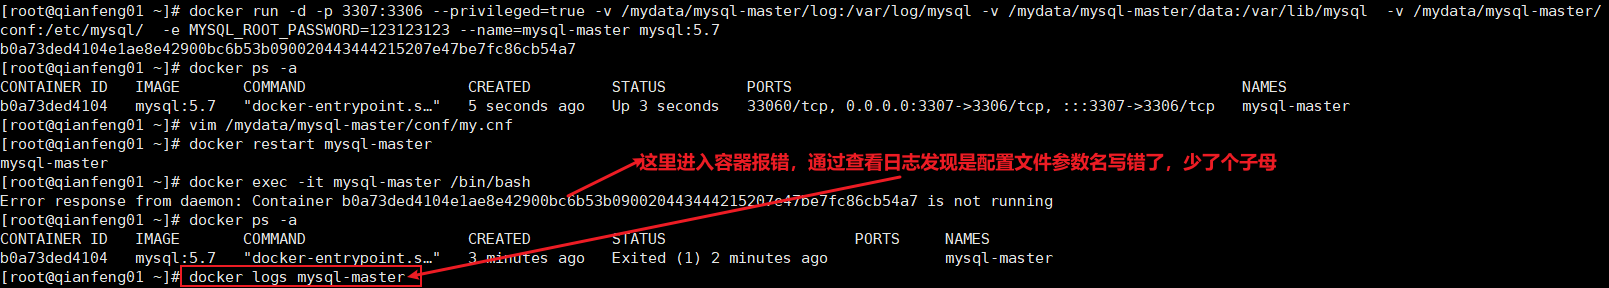 [root@qianfeng01 ~]# docker run -d -p 3307:3306 --privileged=true -v /mydata/mysql-master/log:/var/log/mysql -v /mydata/mysql-master/data:/var/lib/mysql  -v /mydata/mysql-master/
conf:/etc/mysql/  -e MYSQL_ROOT_PASSWORD=123123123 --name=mysql-master mysql:5.7
b0a73ded4104e1ae8e42900bc6b53b090020443444215207e47be7fc86cb54a7
[root@qianfeng01 ~]# docker ps -a
CONTAINER ID   IMAGE       COMMAND                  CREATED         STATUS         PORTS                                                  NAMES
b0a73ded4104   mysql:5.7   "docker-entrypoint.s…"   5 seconds ago   Up 3 seconds   33060/tcp, 0.0.0.0:3307->3306/tcp, :::3307->3306/tcp   mysql-master
[root@qianfeng01 ~]# vim /mydata/mysql-master/conf/my.cnf
[root@qianfeng01 ~]# docker restart mysql-master
mysql-master
这里进入容器报错，通过查看日志发现是配置文件参数名写错了，少了个子母
[root@qianfeng01 ~]# docker exec -it mysql-master /bin/bash
Error response from daemon: Container b0a73ded4104e1ae8e42900bc6b53b090020443444215207e47be7fc86cb54a7 is not running
[root@qianfeng01 ~]# docker ps -a
CONTAINER ID   IMAGE       COMMAND                  CREATED         STATUS                     PORTS     NAMES
b0a73ded4104   mysql:5.7   "docker-entrypoint.s…"   3 minutes ago   Exited (1) 2 minutes ago             mysql-master
[root@qianfeng01 ~]# docker logs mysql-master